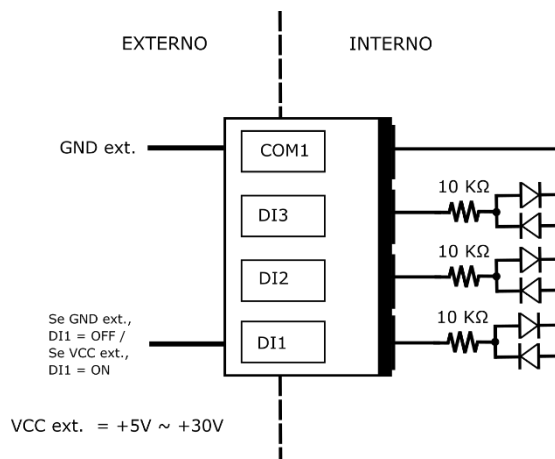 EXTERNO
INTERNO
GND ext.
COM1
10 KΩ
DI3
10 KΩ
DI2
10 KΩ
Se GND ext.,
DI1 = OFF /
Se VCC ext.,
DI1 = ON
DI1
VCC ext. = +5V ~ +30V